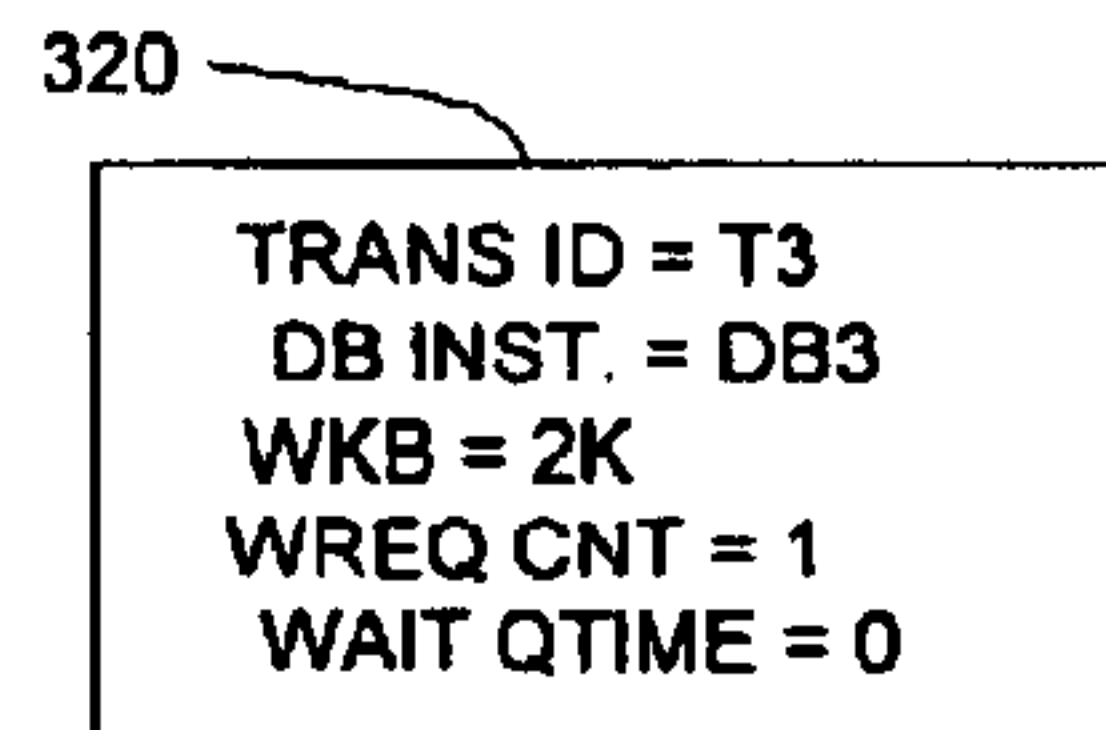 320
TRANS ID = T3
DB INST. = DB3
WKB = 2K
WREQ CNT = 1
WAIT QTIME = 0